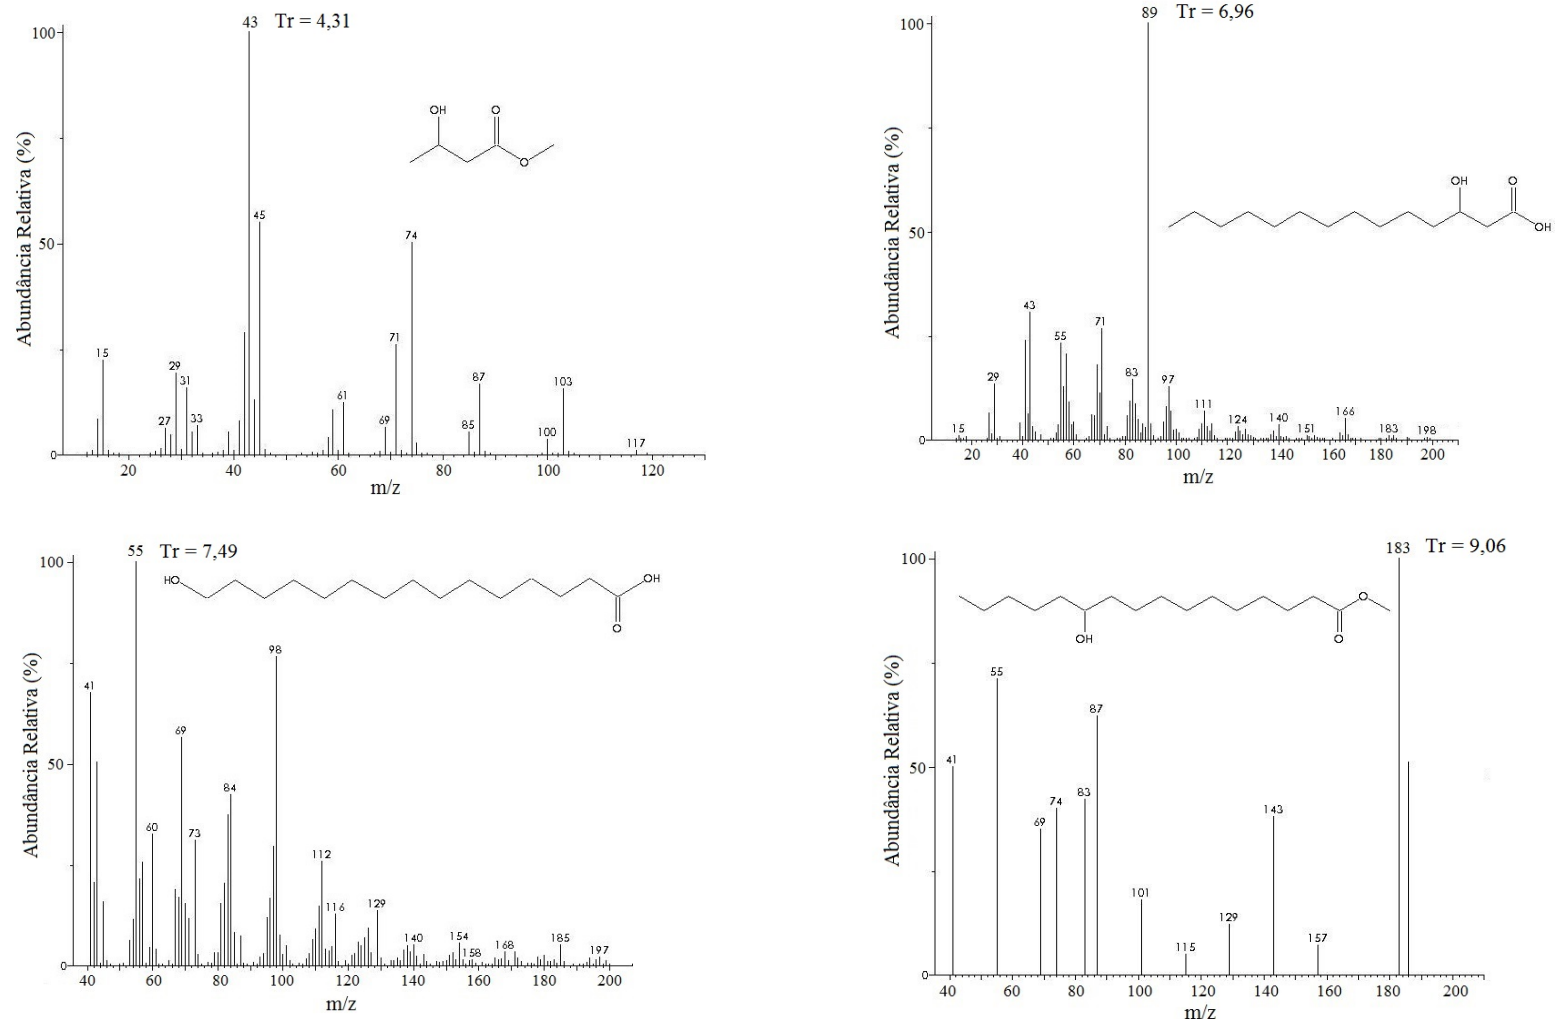 43 Tr = 4,31
100
OH O
O
Abundância Relativa (%)
50
0
15 27 29 31 33 45 61 69 71 74 85 87 100 103 117
20 40 60 80 100 120
m/z
89 Tr = 6,96
100
OH O
OH
Abundância Relativa (%)
50
0
15 29 43 55 71 83 97 111 124 140 151 166 183 198
20 40 60 80 100 120 140 160 180 200
m/z
55 Tr = 7,49
100
HO OH
O
Abundância Relativa (%)
50
0
41 60 69 73 84 98 112 116 129 140 154 158 168 185 197
40 60 80 100 120 140 160 180 200
m/z
183 Tr = 9,06
100
O
OH O
Abundância Relativa (%)
50
0
41 55 69 74 83 87 101 115 129 143 157
40 60 80 100 120 140 160 180 200
m/z